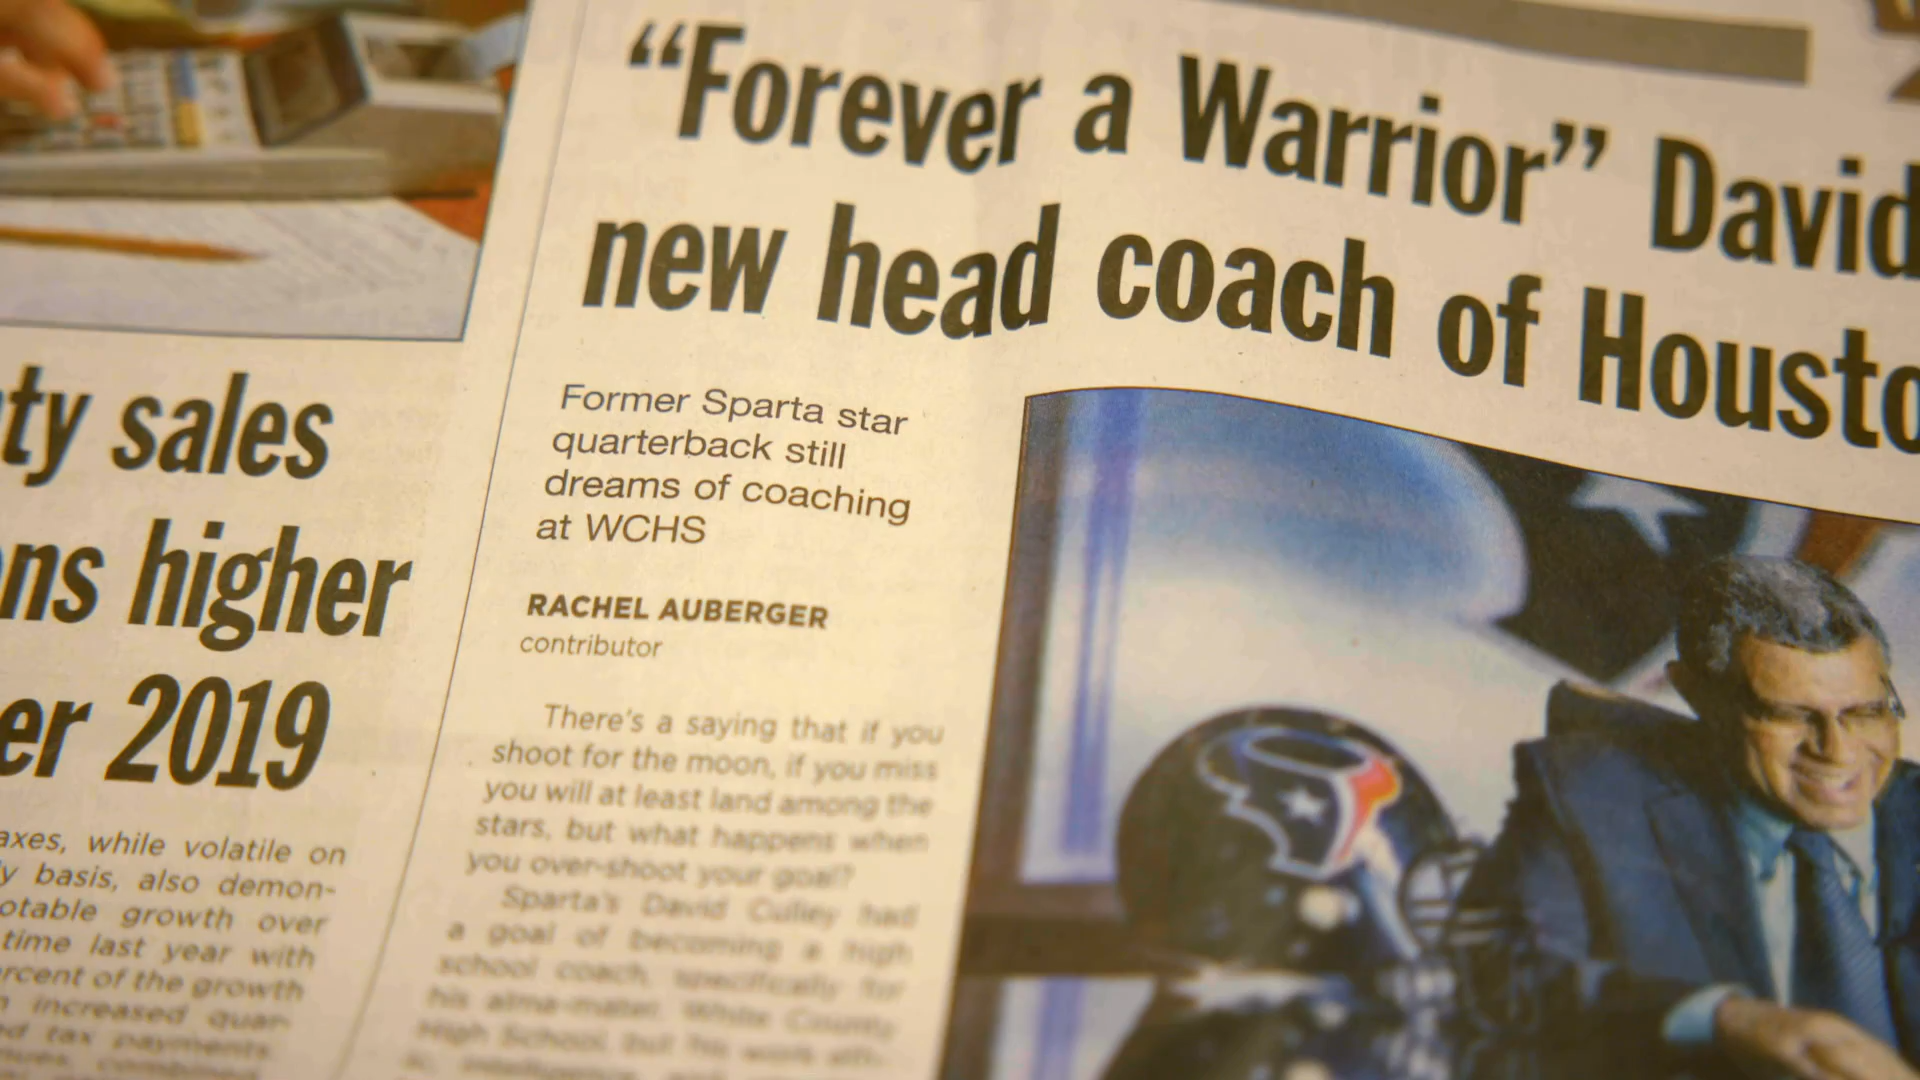 “Forever a Warrior” David
new head coach of Housto
Former Sparta star
quarterback still
dreams of coaching
at WCHS
RACHEL AUBERGER
contributor
There's a saying that if you
shoot for the moon, if you miss
you will at least land among the
stars, but what happens when
you over-shoot your goal?
Sparta's David Culley had
a goal of becoming a high
school coach, specifically for
his alma-mater, White County
High School, but his work eth-
ty sales
ns higher
er 2019
axes, while volatile on
y basis, also demon-
otable growth over
time last year with
rcent of the growth
increased quar-
d tax payments
combined